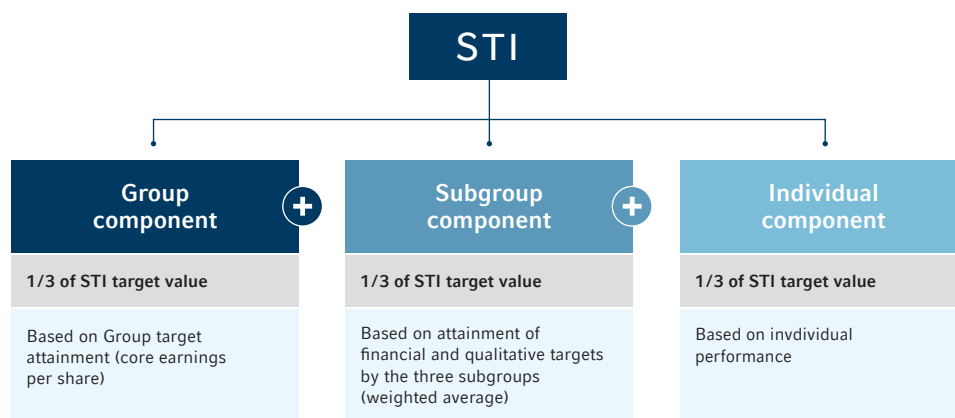 STI
Group
component
+
Subgroup
component
+
Individual
component
1/3 of STI target value
1/3 of STI target value
1/3 of STI target value
Based on Group target
attainment (core earnings
per share)
Based on attainment of
financial and qualitative targets
by the three subgroups
(weighted average)
Based on invdividual
performance